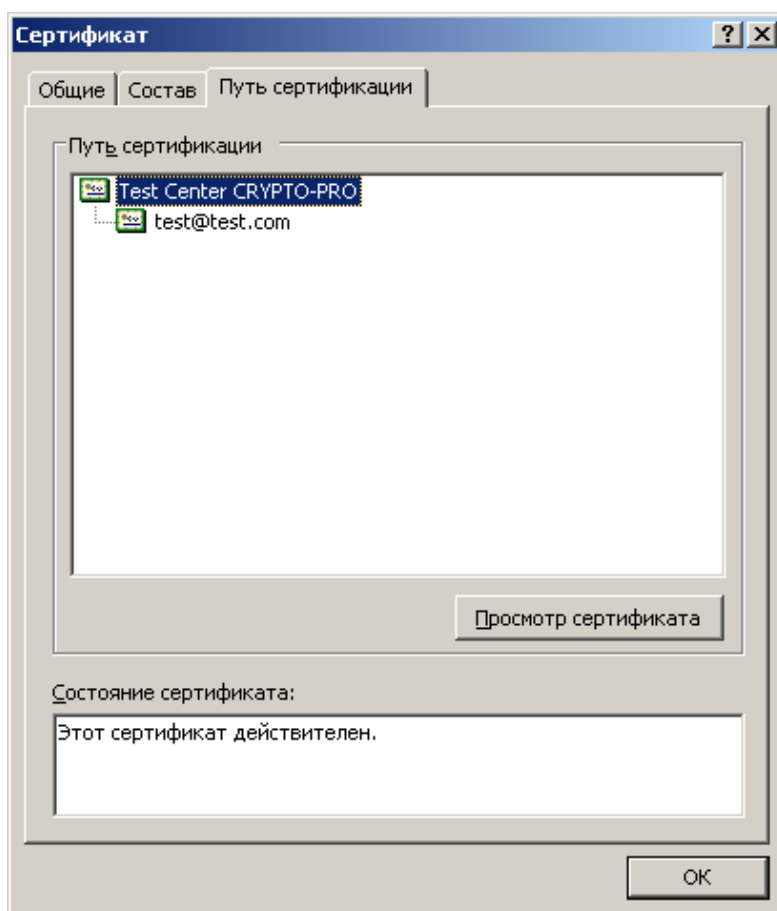 Сертификат
Общие Состав Путь сертификации
Путь сертификации
Test Center CRYPTO-PRO
test@test.com
Просмотр сертификата
Состояние сертификата:
Этот сертификат действителен.
ОК